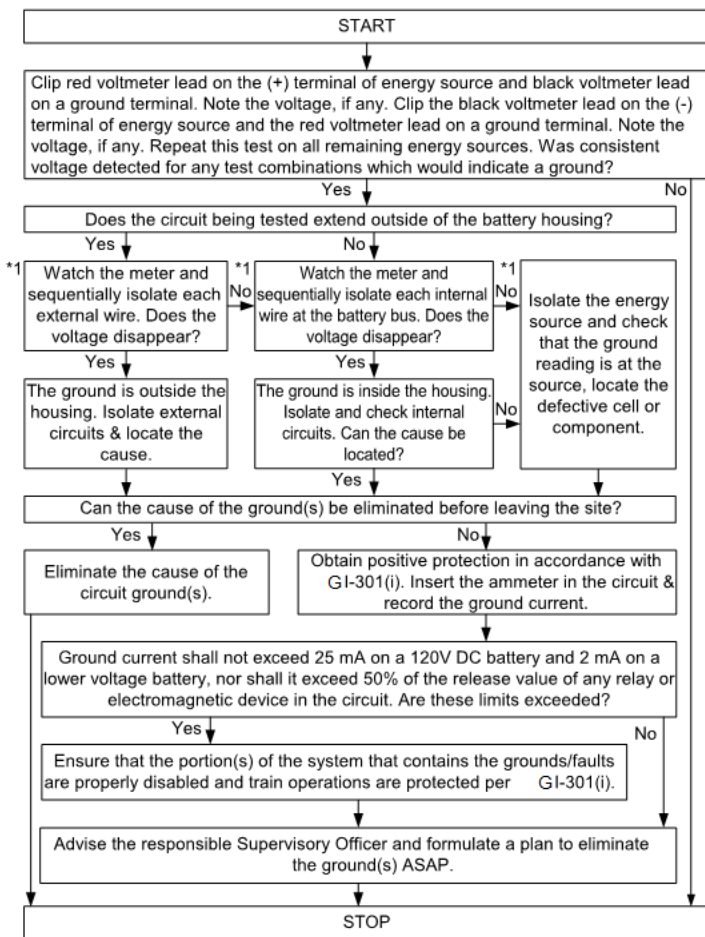 START
Clip red voltmeter lead on the (+) terminal of energy source and black voltmeter lead
on a ground terminal. Note the voltage, if any. Clip the black voltmeter lead on the (-)
terminal of energy source and the red voltmeter lead on a ground terminal. Note the
voltage, if any. Repeat this test on all remaining energy sources. Was consistent
voltage detected for any test combinations which would indicate a ground?
Yes
No
Does the circuit being tested extend outside of the battery housing?
Yes
No
*1
Watch the meter and
sequentially isolate each
external wire. Does the
voltage disappear?
No
*1
Watch the meter and
sequentially isolate each internal
wire at the battery bus. Does the
voltage disappear?
No
*1
Isolate the energy
source and check
that the ground
reading is at the
source, locate the
defective cell or
component.
Yes
Yes
The ground is outside the
housing. Isolate external
circuits & locate the
cause.
The ground is inside the housing.
Isolate and check internal
circuits. Can the cause be
located?
No
Yes
Can the cause of the ground(s) be eliminated before leaving the site?
Yes
No
Eliminate the cause of the
circuit ground(s).
Obtain positive protection in accordance with
GI-301(i). Insert the ammeter in the circuit &
record the ground current.
Ground current shall not exceed 25 mA on a 120V DC battery and 2 mA on a
lower voltage battery, nor shall it exceed 50% of the release value of any relay or
electromagnetic device in the circuit. Are these limits exceeded?
Yes
No
Ensure that the portion(s) of the system that contains the grounds/faults
are properly disabled and train operations are protected per GI-301(i).
Advise the responsible Supervisory Officer and formulate a plan to eliminate
the ground(s) ASAP.
STOP